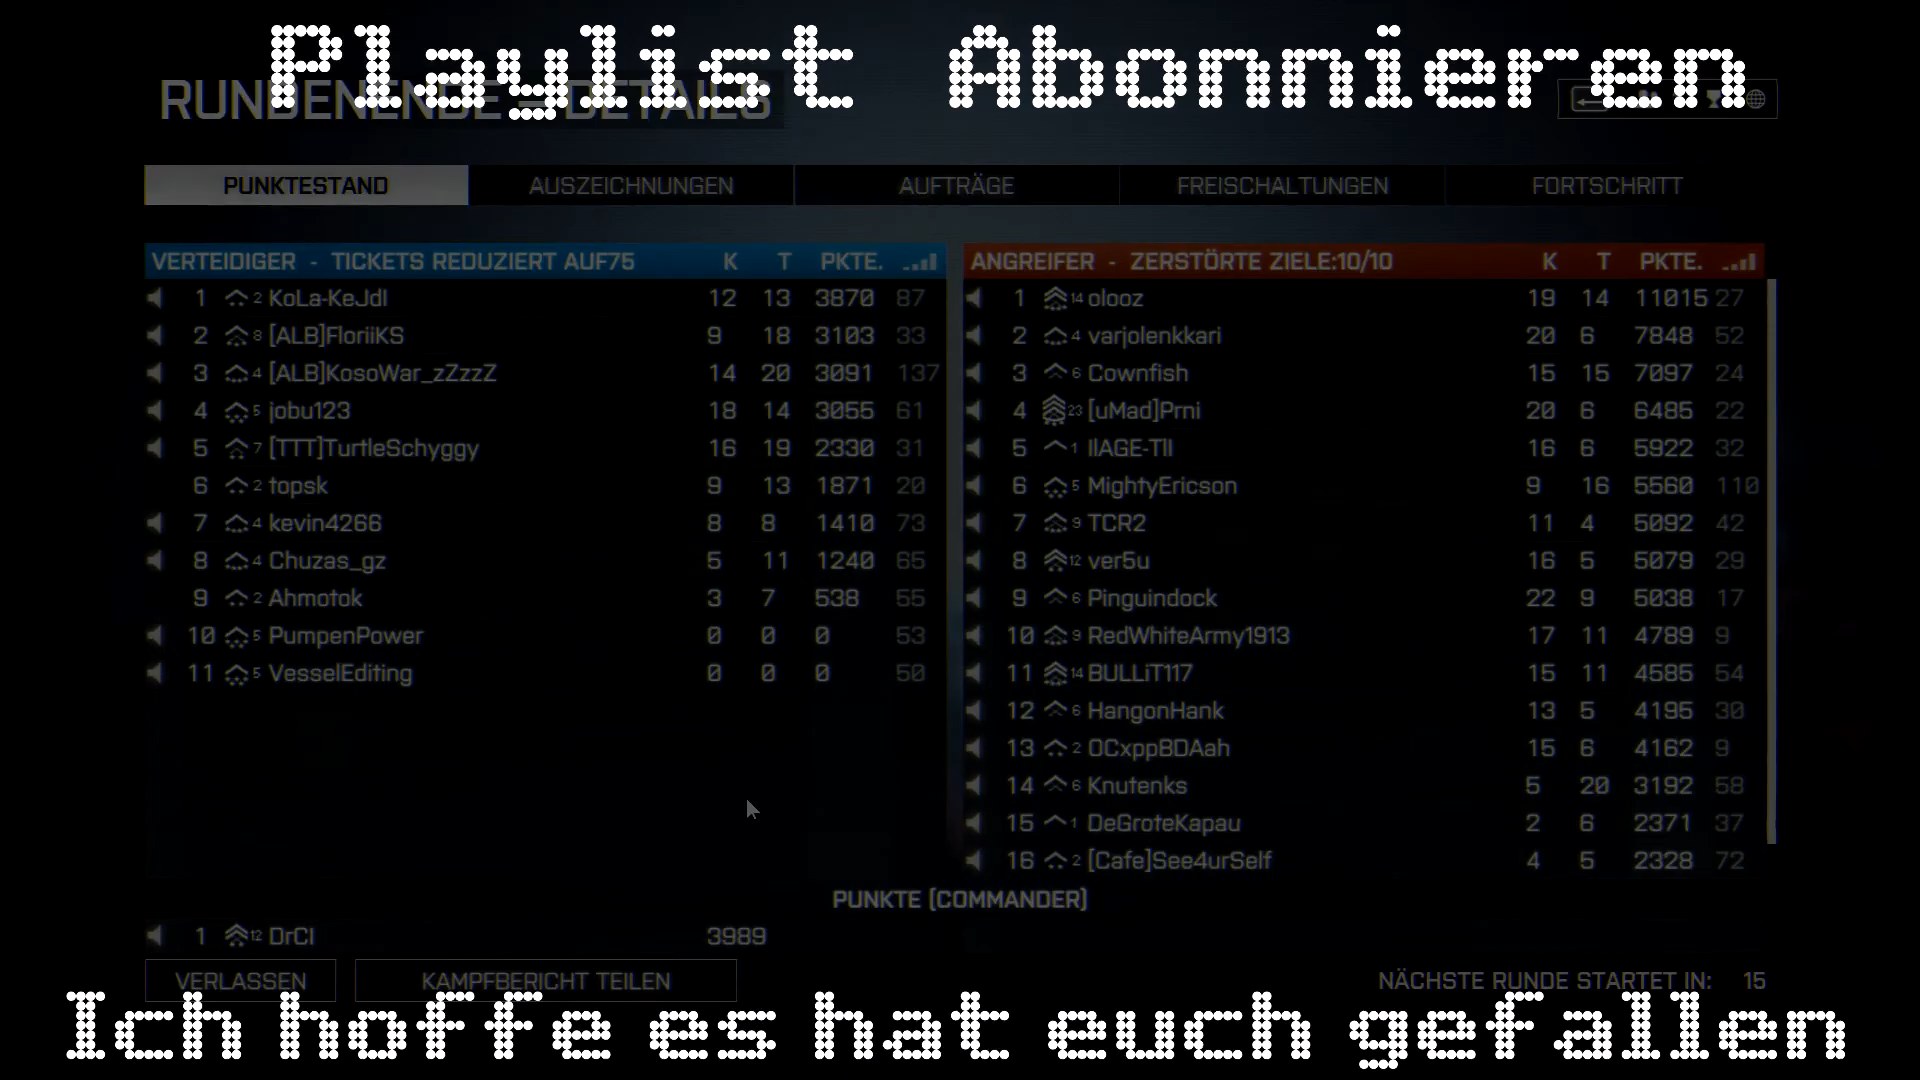 Playlist Abonnieren
RUNDENENDE – DETAILS
PUNKTESTAND AUSZEICHNUNGEN AUFTRÄGE FREISCHALTUNGEN FORTSCHRITT
VERTEIDIGER - TICKETS REDUZIERT AUF75 K T PKTE.
1 2 KoLa-KeJdl 12 13 3870 87
2 8 [ALB]FloriiKS 9 18 3103 33
3 4 [ALB]KosoWar_zZzzZ 14 20 3091 137
4 5 jobu123 18 14 3055 61
5 7 [TTT]TurtleSchyggy 16 19 2330 31
6 2 topsk 9 13 1871 20
7 4 kevin4266 8 8 1410 73
8 4 Chuzas_gz 5 11 1240 65
9 2 Ahmotok 3 7 538 55
10 5 PumpenPower 0 0 0 53
11 5 VesselEditing 0 0 0 50
ANGREIFER - ZERSTÖRTE ZIELE:10/10 K T PKTE.
1 14 olooz 19 14 11015 27
2 4 varjolenkkari 20 6 7848 52
3 6 Cownfish 15 15 7097 24
4 23 [uMad]Prni 20 6 6485 22
5 1 IlAGE-TlI 16 6 5922 32
6 5 MightyEricson 9 16 5560 110
7 9 TCR2 11 4 5092 42
8 12 ver5u 16 5 5079 29
9 6 Pinguindock 22 9 5038 17
10 9 RedWhiteArmy1913 17 11 4789 9
11 14 BULLiT117 15 11 4585 54
12 6 HangonHank 13 5 4195 30
13 2 OCxppBDAah 15 6 4162 9
14 6 Knutenks 5 20 3192 58
15 1 DeGroteKapau 2 6 2371 37
16 2 [Cafe]See4urSelf 4 5 2328 72
PUNKTE (COMMANDER)
1 12 DrCl 3989
VERLASSEN KAMPFBERICHT TEILEN NÄCHSTE RUNDE STARTET IN: 15
Ich hoffe es hat euch gefallen